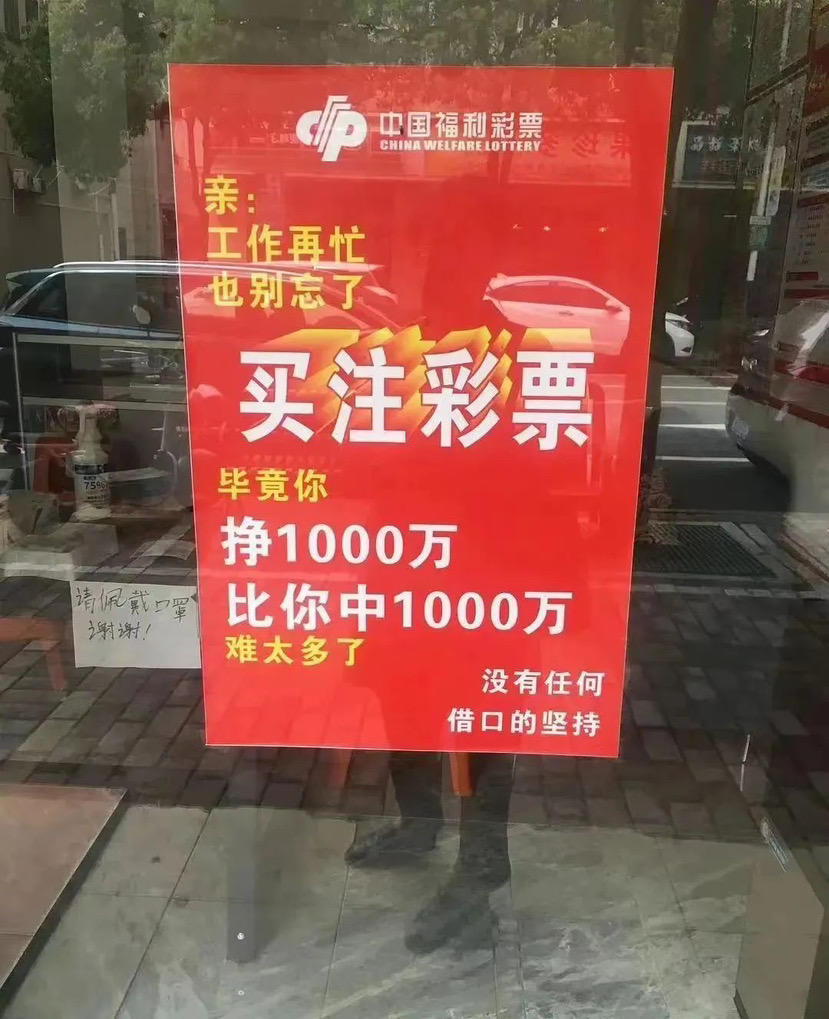 中国福利彩票
CHINA WELFARE LOTTERY
亲:
工作再忙
也别忘了
买注彩票
毕竟你
挣1000万
比你中1000万
难太多了
没有任何
借口的坚持
请佩戴口罩
谢谢!
75%